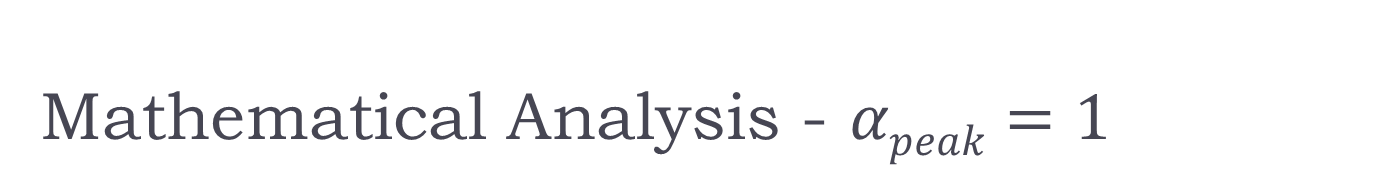 Mathematical Analysis - α_peak = 1